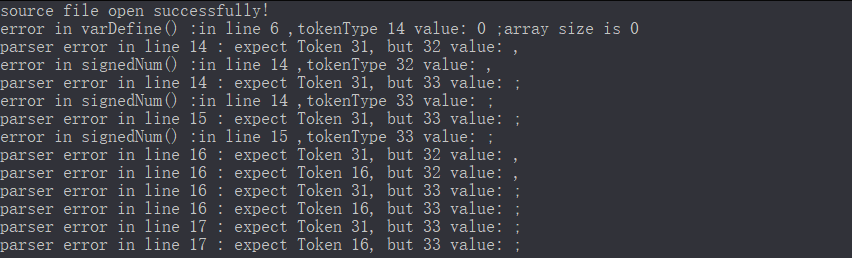 source file open successfully!
error in varDefine() :in line 6 ,tokenType 14 value: 0 ;array size is 0
parser error in line 14 : expect Token 31, but 32 value: ,
error in signedNum() :in line 14 ,tokenType 32 value: ,
parser error in line 14 : expect Token 31, but 33 value: ;
error in signedNum() :in line 14 ,tokenType 33 value: ;
parser error in line 15 : expect Token 31, but 33 value: ;
error in signedNum() :in line 15 ,tokenType 33 value: ;
parser error in line 16 : expect Token 31, but 32 value: ,
parser error in line 16 : expect Token 16, but 32 value: ,
parser error in line 16 : expect Token 31, but 33 value: ;
parser error in line 16 : expect Token 16, but 33 value: ;
parser error in line 17 : expect Token 31, but 33 value: ;
parser error in line 17 : expect Token 16, but 33 value: ;